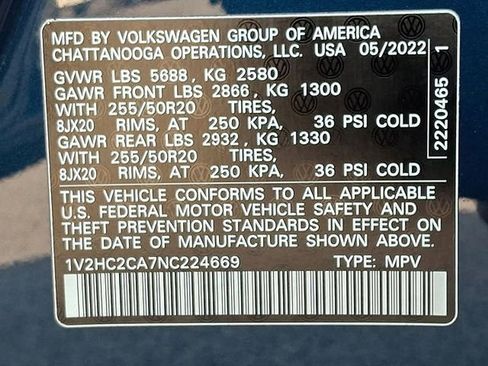 MFD BY VOLKSWAGEN GROUP OF AMERICA
CHATTANOOGA OPERATIONS, LLC. USA 05/2022
GVWR LBS 5688, KG 2580
GAWR FRONT LBS 2866, KG 1300
WITH 255/50R20 TIRES,
8JX20 RIMS, AT 250 KPA, 36 PSI COLD
GAWR REAR LBS 2932, KG 1330
WITH 255/50R20 TIRES,
8JX20 RIMS, AT 250 KPA, 36 PSI COLD
2220465 1
THIS VEHICLE CONFORMS TO ALL APPLICABLE
U.S. FEDERAL MOTOR VEHICLE SAFETY AND
THEFT PREVENTION STANDARDS IN EFFECT ON
THE DATE OF MANUFACTURE SHOWN ABOVE.
1V2HC2CA7NC224669 TYPE: MPV